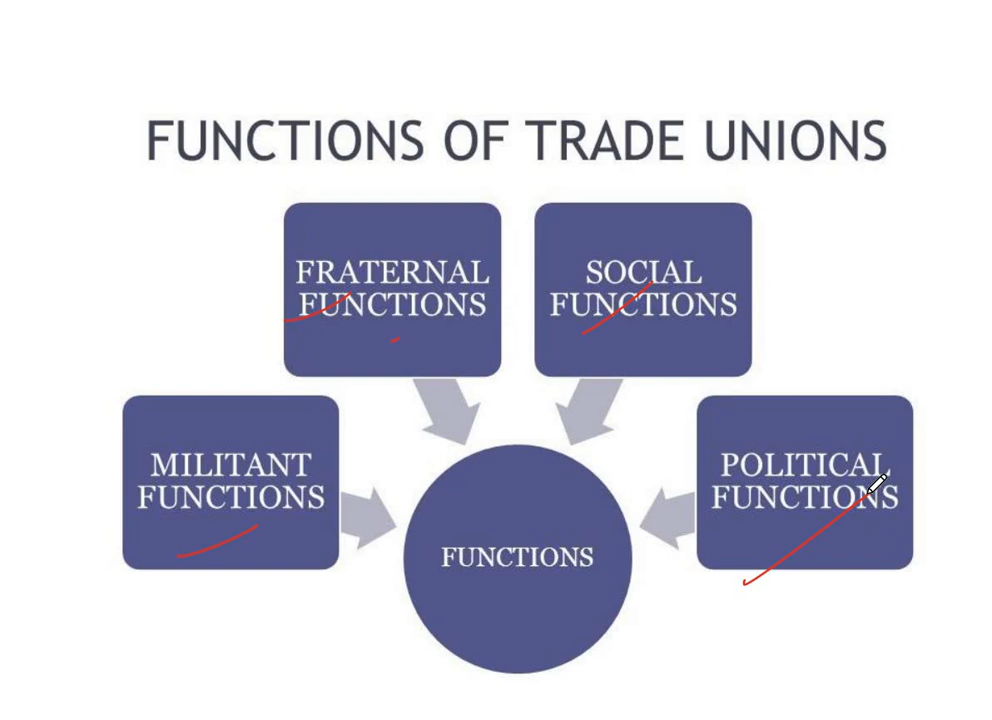 FUNCTIONS OF TRADE UNIONS
FRATERNAL
FUNCTIONS
SOCIAL
FUNCTIONS
MILITANT
FUNCTIONS
POLITICAL
FUNCTIONS
FUNCTIONS